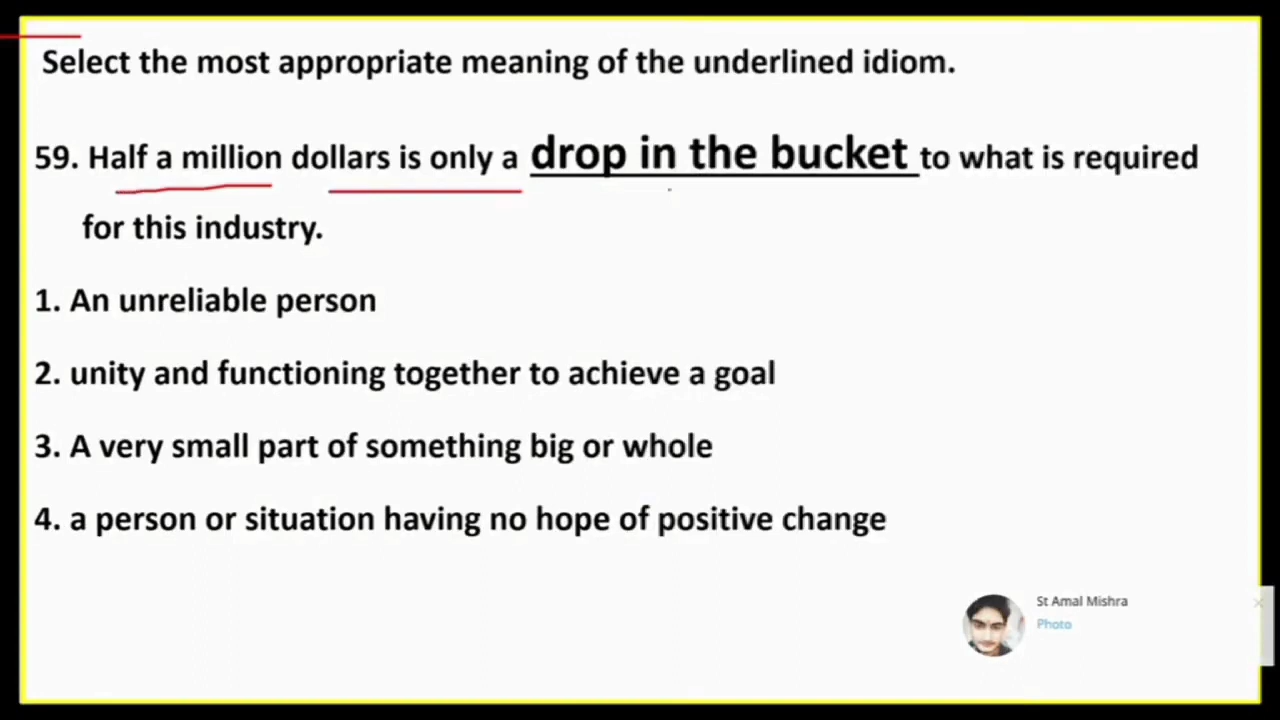 Select the most appropriate meaning of the underlined idiom.
59. Half a million dollars is only a drop in the bucket to what is required
for this industry.
1. An unreliable person
2. unity and functioning together to achieve a goal
3. A very small part of something big or whole
4. a person or situation having no hope of positive change
St Amal Mishra
Photo